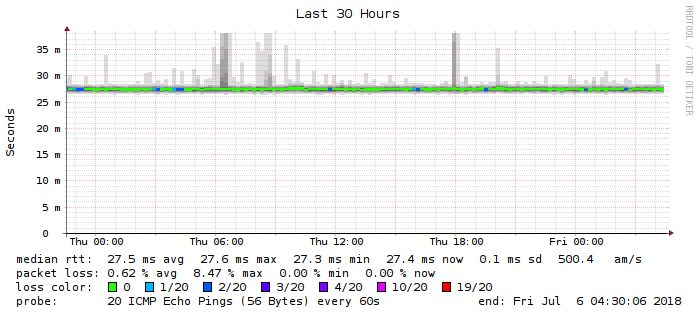 Last 30 Hours
RRDTOOL / TOBI OETIKER
Seconds
35 m
30 m
25 m
20 m
15 m
10 m
5 m
0
Thu 00:00 Thu 06:00 Thu 12:00 Thu 18:00 Fri 00:00
median rtt: 27.5 ms avg 27.6 ms max 27.3 ms min 27.4 ms now 0.1 ms sd 500.4 am/s
packet loss: 0.62 % avg 8.47 % max 0.00 % min 0.00 % now
loss color: 0 1/20 2/20 3/20 4/20 10/20 19/20
probe: 20 ICMP Echo Pings (56 Bytes) every 60s end: Fri Jul 6 04:30:06 2018